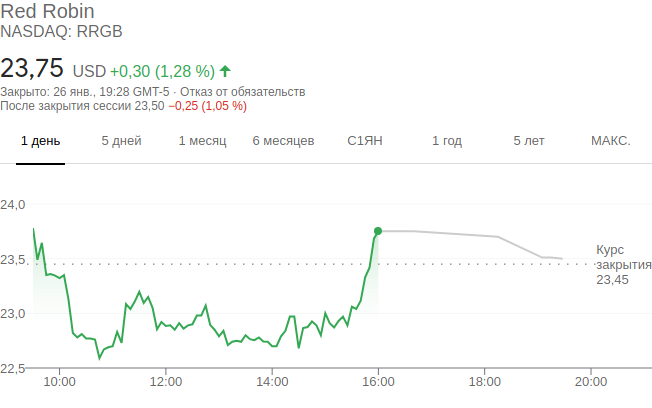 Red Robin
NASDAQ: RRGB
23,75 USD +0,30 (1,28 %)
Закрыто: 26 янв., 19:28 GMT-5 · Отказ от обязательств
После закрытия сессии 23,50 −0,25 (1,05 %)
1 день 5 дней 1 месяц 6 месяцев С1ЯН 1 год 5 лет МАКС.
24,0
23,5
23,0
22,5
Курс
закрытия
23,45
10:00 12:00 14:00 16:00 18:00 20:00